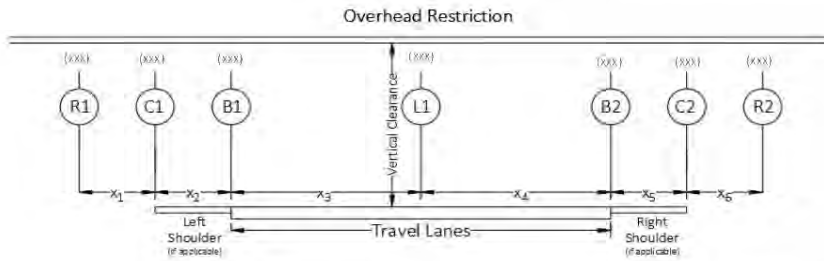 Overhead Restriction
(xxx) (xxx) (xxx) (xxx) (xxx) (xxx) (xxx)
R1 C1 B1 L1 B2 C2 R2
Vertical Clearance
x1 x2 x3 x4 x5 x6
Left
Shoulder
(if applicable)
Travel Lanes
Right
Shoulder
(if applicable)